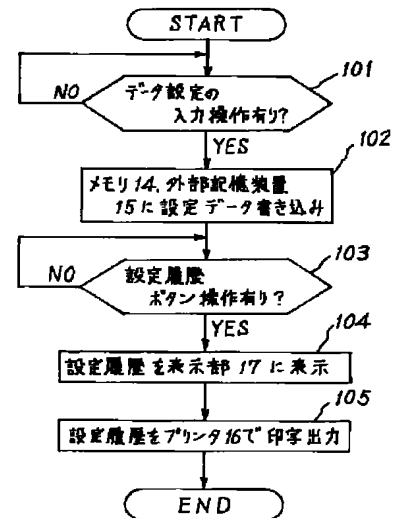 START
101
データ設定の
NO
入力操作有り?
YES
102
メモリ14,外部記憶装置
15に設定データ書き込み
103
設定履歴
NO
ボタン操作有り?
YES
104
設定履歴を表示部17に表示
105
設定履歴をプリンタ16で印字出力
END